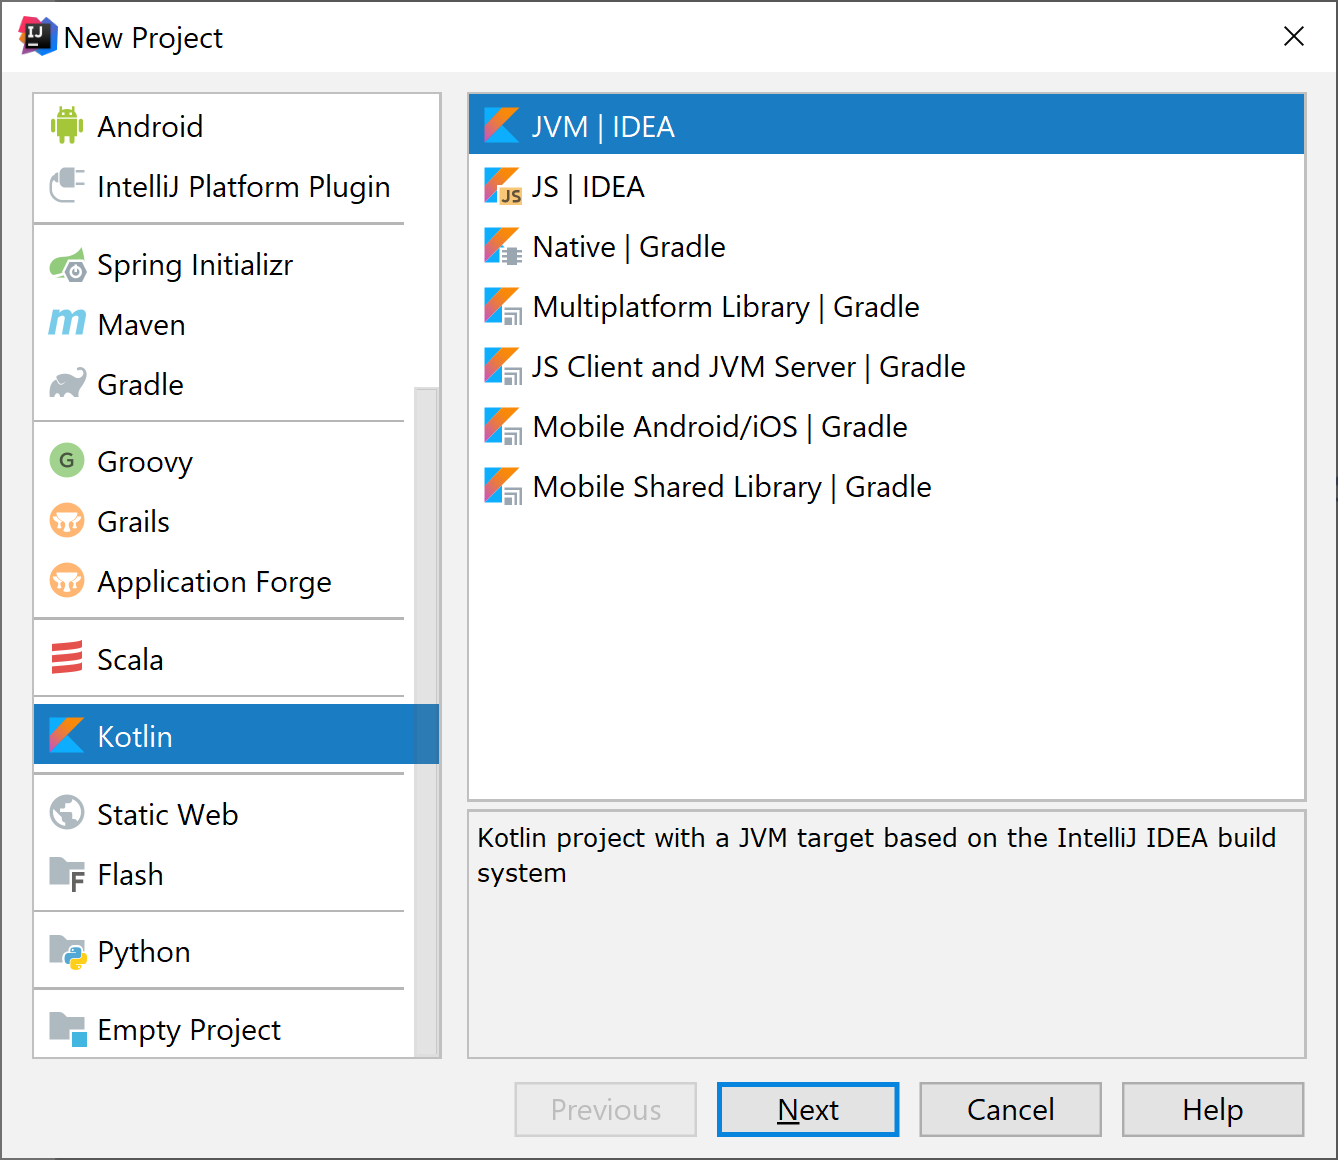 IJ
New Project
Android
IntelliJ Platform Plugin
Spring Initializr
m
Maven
Gradle
G
Groovy
Grails
Application Forge
Scala
Kotlin
Static Web
F
Flash
Python
Empty Project
JVM | IDEA
JS
JS | IDEA
Native | Gradle
Multiplatform Library | Gradle
JS Client and JVM Server | Gradle
Mobile Android/iOS | Gradle
Mobile Shared Library | Gradle
Kotlin project with a JVM target based on the IntelliJ IDEA build
system
Previous
Next
Cancel
Help